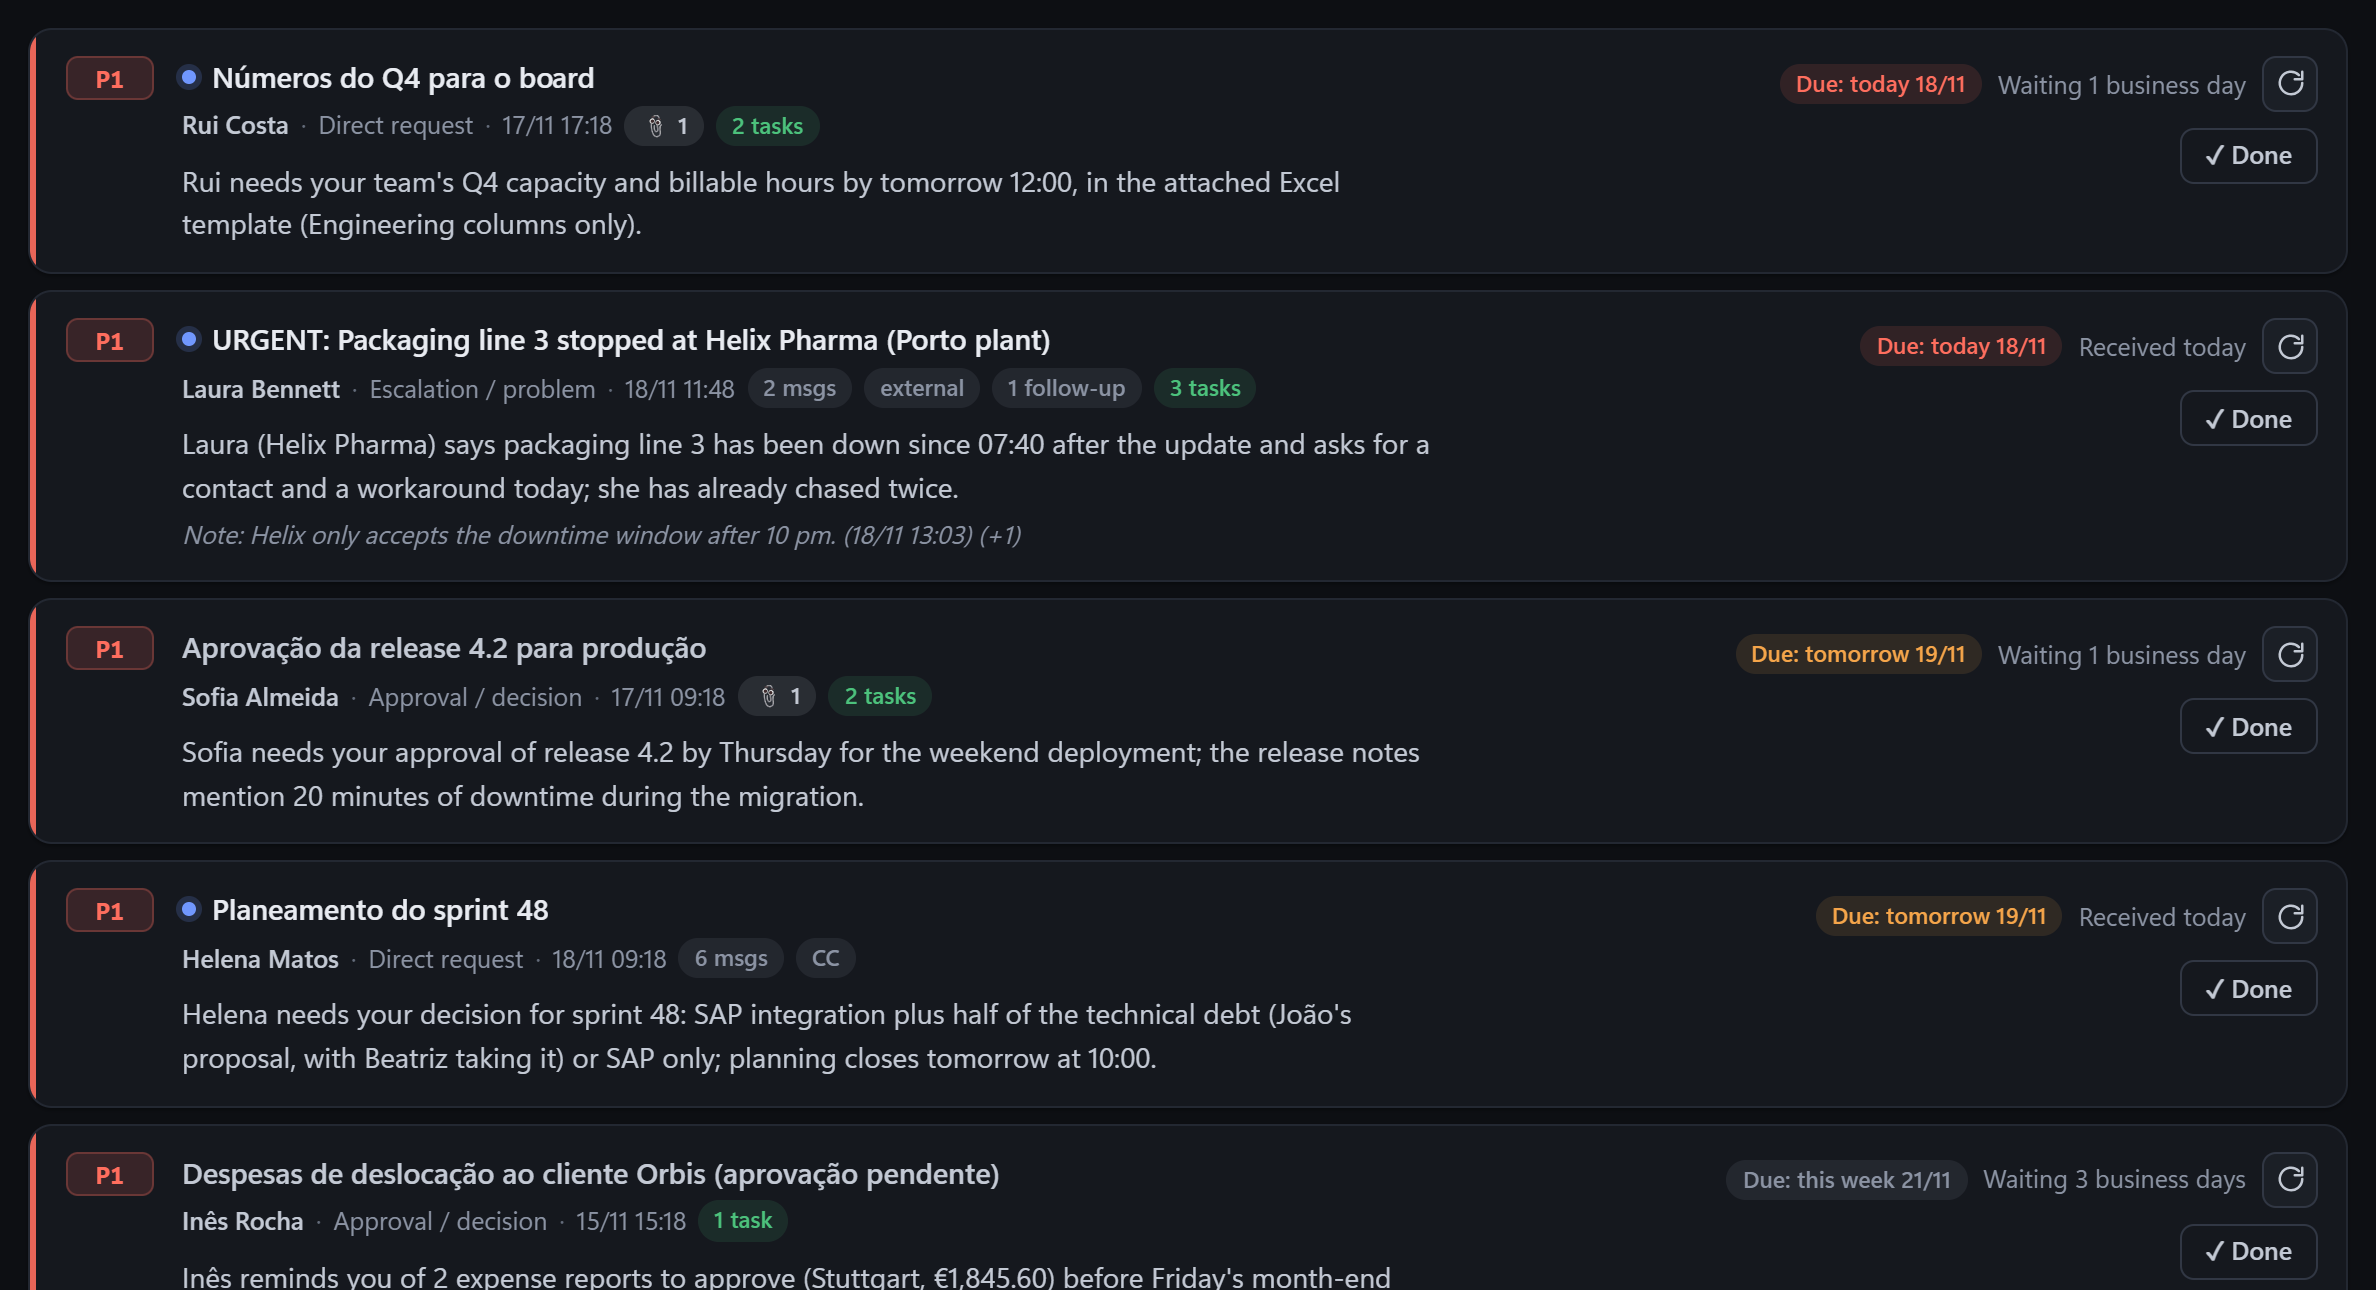 P1 Números do Q4 para o board Due: today 18/11 Waiting 1 business day
Rui Costa · Direct request · 17/11 17:18 1 2 tasks
✓ Done
Rui needs your team's Q4 capacity and billable hours by tomorrow 12:00, in the attached Excel
template (Engineering columns only).
P1 URGENT: Packaging line 3 stopped at Helix Pharma (Porto plant) Due: today 18/11 Received today
Laura Bennett · Escalation / problem · 18/11 11:48 2 msgs external 1 follow-up 3 tasks
✓ Done
Laura (Helix Pharma) says packaging line 3 has been down since 07:40 after the update and asks for a
contact and a workaround today; she has already chased twice.
Note: Helix only accepts the downtime window after 10 pm. (18/11 13:03) (+1)
P1 Aprovação da release 4.2 para produção Due: tomorrow 19/11 Waiting 1 business day
Sofia Almeida · Approval / decision · 17/11 09:18 1 2 tasks
✓ Done
Sofia needs your approval of release 4.2 by Thursday for the weekend deployment; the release notes
mention 20 minutes of downtime during the migration.
P1 Planeamento do sprint 48 Due: tomorrow 19/11 Received today
Helena Matos · Direct request · 18/11 09:18 6 msgs CC
✓ Done
Helena needs your decision for sprint 48: SAP integration plus half of the technical debt (João's
proposal, with Beatriz taking it) or SAP only; planning closes tomorrow at 10:00.
P1 Despesas de deslocação ao cliente Orbis (aprovação pendente) Due: this week 21/11 Waiting 3 business days
Inês Rocha · Approval / decision · 15/11 15:18 1 task
✓ Done
Inês reminds you of 2 expense reports to approve (Stuttgart, €1,845.60) before Friday's month-end